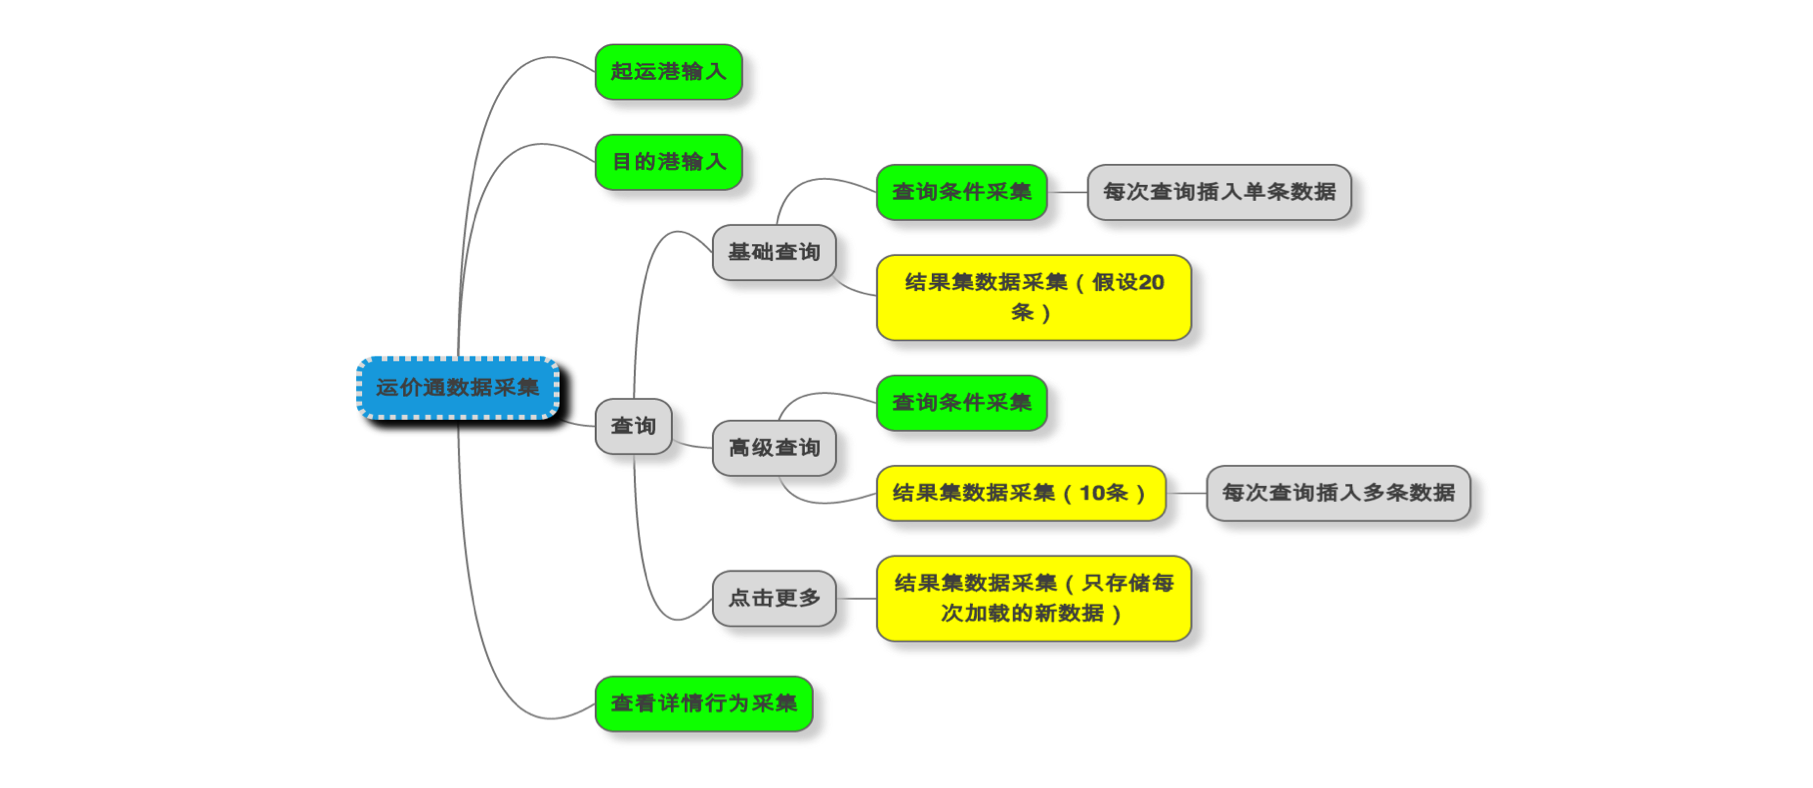 起运港输入
目的港输入
查询条件采集
每次查询插入单条数据
基础查询
结果集数据采集（假设20
条）
运价通数据采集
查询
查询条件采集
高级查询
结果集数据采集（10条）
每次查询插入多条数据
点击更多
结果集数据采集（只存储每
次加载的新数据）
查看详情行为采集